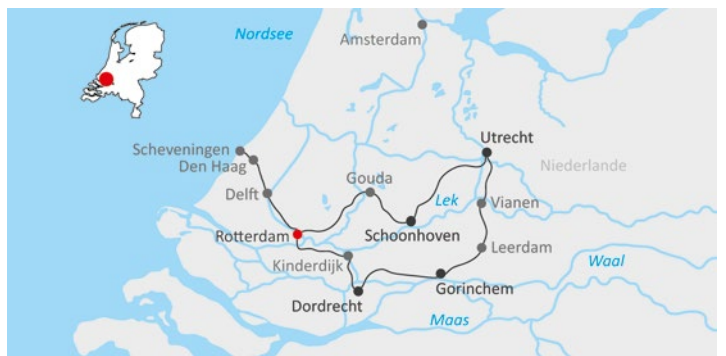 Nordsee
Amsterdam
Utrecht
Scheveningen
Den Haag
Niederlande
Gouda
Delft
Lek
Vianen
Rotterdam
Schoonhoven
Leerdam
Kinderdijk
Waal
Gorinchem
Dordrecht
Maas